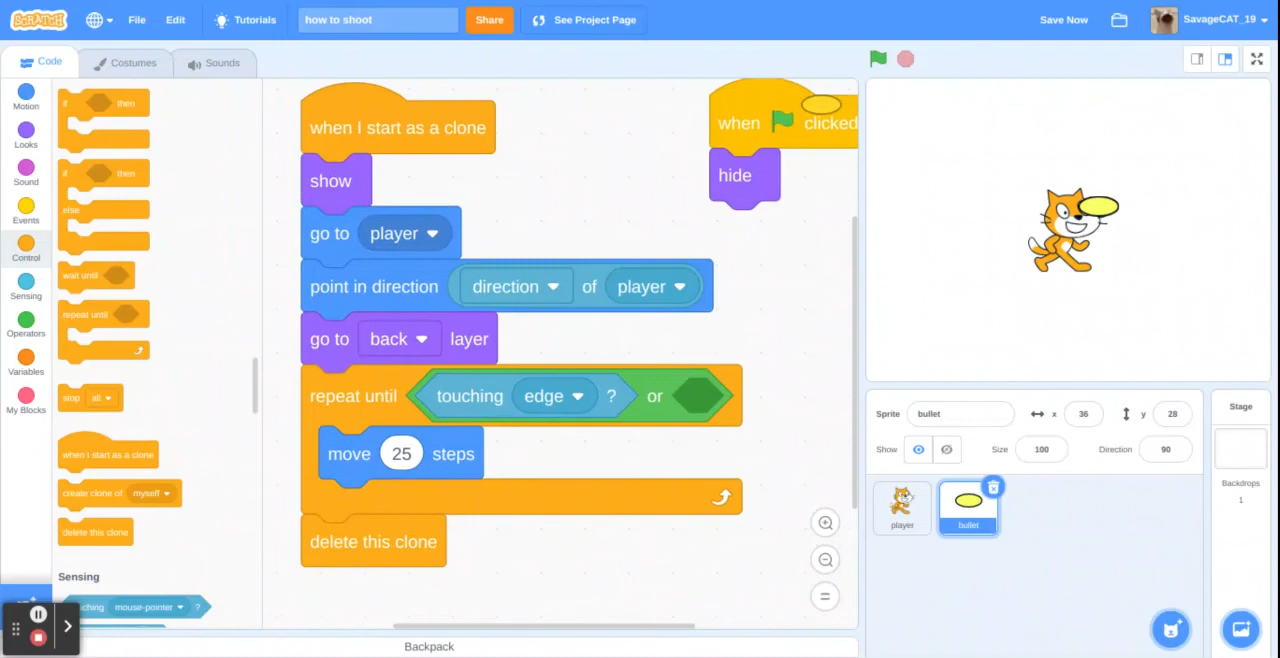 SCRATCH File Edit Tutorials how to shoot Share See Project Page Save Now SavageCAT_19
Code Costumes Sounds
Motion
Looks
Sound
Events
Control
Sensing
Operators
Variables
My Blocks
if then
if then
else
wait until
repeat until
stop all
when I start as a clone
create clone of myself
delete this clone
Sensing
mouse-pointer ?
when I start as a clone
show
go to player
point in direction direction of player
go to back layer
repeat until touching edge ? or
move 25 steps
delete this clone
when clicked
hide
Backpack
Sprite bullet x 36 y 28
Show Size 100 Direction 90
player
bullet
Stage
Backdrops
1